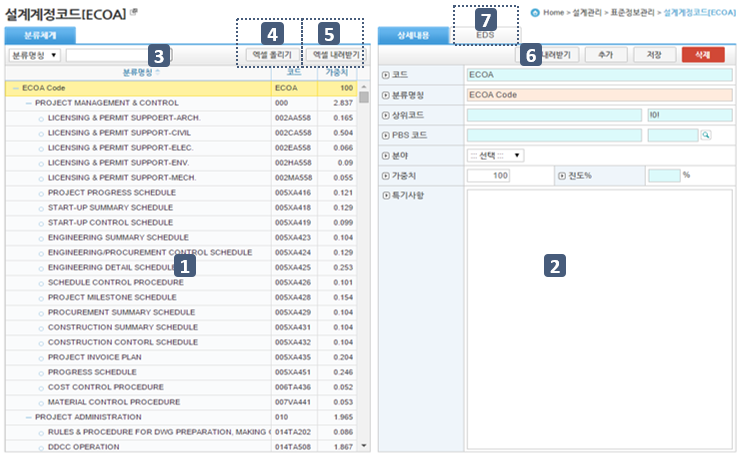 설계계정코드[ECOA]
Home > 설계관리 > 표준정보관리 > 설계계정코드[ECOA]
4
5
7
분류체계
상세내용
EDS
분류명칭
3
엑셀 올리기
엑셀 내려받기
6
내려받기
추가
저장
삭제
분류명칭 코드 가중치
ECOA Code ECOA 100
PROJECT MANAGEMENT & CONTROL 000 2.837
LICENSING & PERMIT SUPPOERT-ARCH. 002AA558 0.165
LICENSING & PERMIT SUPPORT-CIVIL 002CA558 0.504
LICENSING & PERMIT SUPPORT-ELEC. 002EA558 0.066
LICENSING & PERMIT SUPPORT-ENV. 002HA558 0.09
LICENSING & PERMIT SUPPORT-MECH. 002MA558 0.055
PROJECT PROGRESS SCHEDULE 005XA416 0.121
START-UP SUMMARY SCHEDULE 005XA418 0.129
START-UP CONTROL SCHEDULE 005XA419 0.099
ENGINEERING SUMMARY SCHEDULE 005XA423 0.104
ENGINEERING/PROCUREMENT CONTROL SCHEDULE 005XA424 0.129
ENGINEERING DETAIL SCHEDULE 005XA425 0.253
1
SCHEDULE CONTROL PROCEDURE 005XA426 0.101
PROJECT MILESTONE SCHEDULE 005XA428 0.154
PROCUREMENT SUMMARY SCHEDULE 005XA429 0.104
CONSTRUCTION SUMMARY SCHEDULE 005XA431 0.104
CONSTRUCTION CONTORL SCHEDULE 005XA432 0.104
PROJECT INVOICE PLAN 005XA435 0.204
PROGRESS SCHEDULE 005XA451 0.246
COST CONTROL PROCEDURE 006TA436 0.052
MATERIAL CONTROL PROCEDURE 007VA441 0.053
PROJECT ADMINISTRATION 010 1.965
RULES & PROCEDURE FOR DWG PREPARATION, MAKING 014TA202 0.086
DDCC OPERATION 014TA508 1.867
코드 ECOA
분류명칭 ECOA Code
상위코드 !0!
PBS 코드
분야 ::: 선택 :::
가중치 100 진도% %
특기사항
2